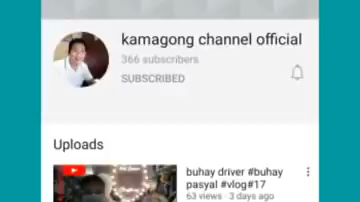 kamagong channel official
366 subscribers
SUBSCRIBED
Uploads
buhay driver #buhay
pasyal #vlog#17
63 views · 3 days ago